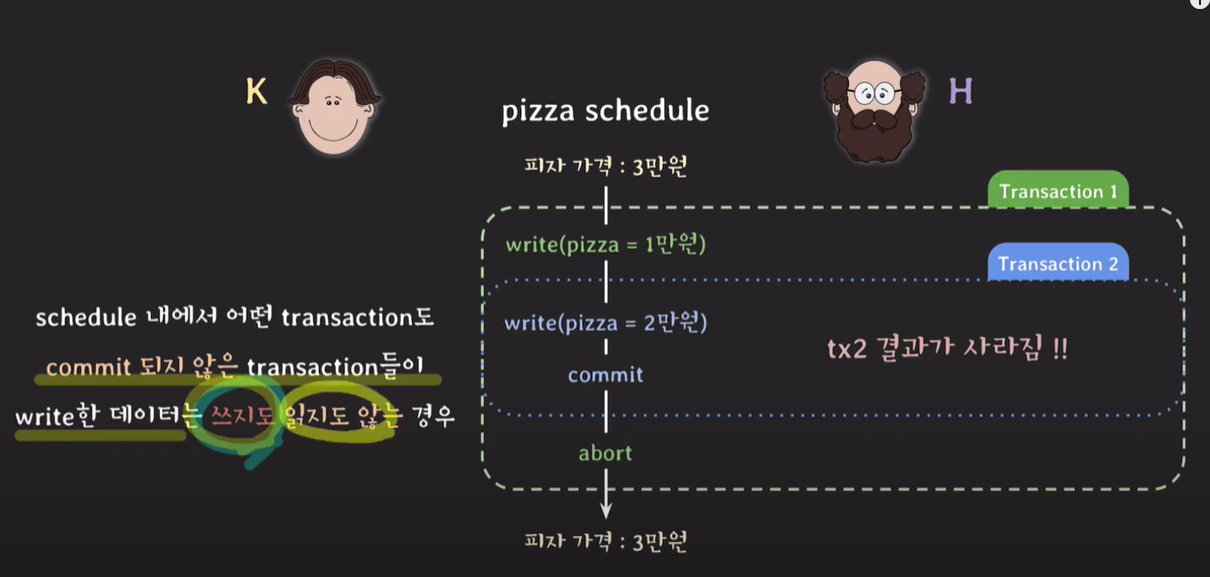 K
H
pizza schedule
피자 가격 : 3만원
Transaction 1
write(pizza = 1만원)
Transaction 2
write(pizza = 2만원)
tx2 결과가 사라짐 !!
commit
abort
피자 가격 : 3만원
schedule 내에서 어떤 transaction도
commit 되지 않은 transaction들이
write한 데이터는 쓰지도 읽지도 않는 경우